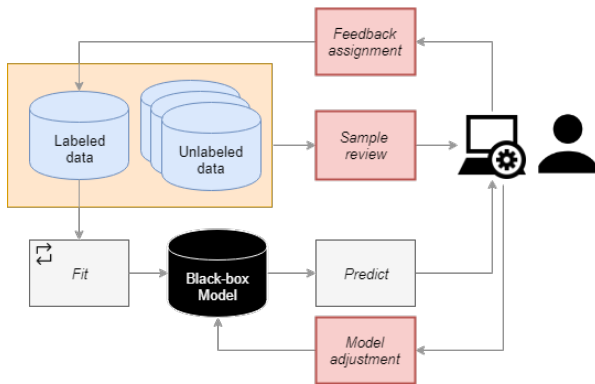 Feedback
assignment
Labeled
data
Unlabeled
data
Sample
review
Fit
Black-box
Model
Predict
Model
adjustment